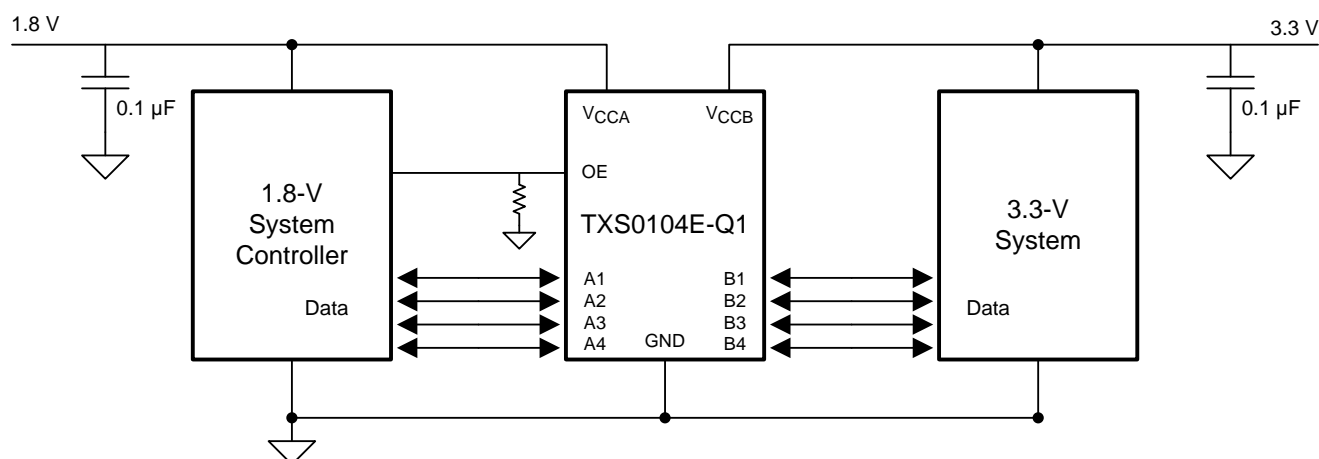 1.8 V
3.3 V
0.1 µF
0.1 µF
VCCA
VCCB
OE
1.8-V
System
Controller
TXS0104E-Q1
3.3-V
System
A1
B1
A2
B2
Data
A3
B3
Data
A4
GND
B4